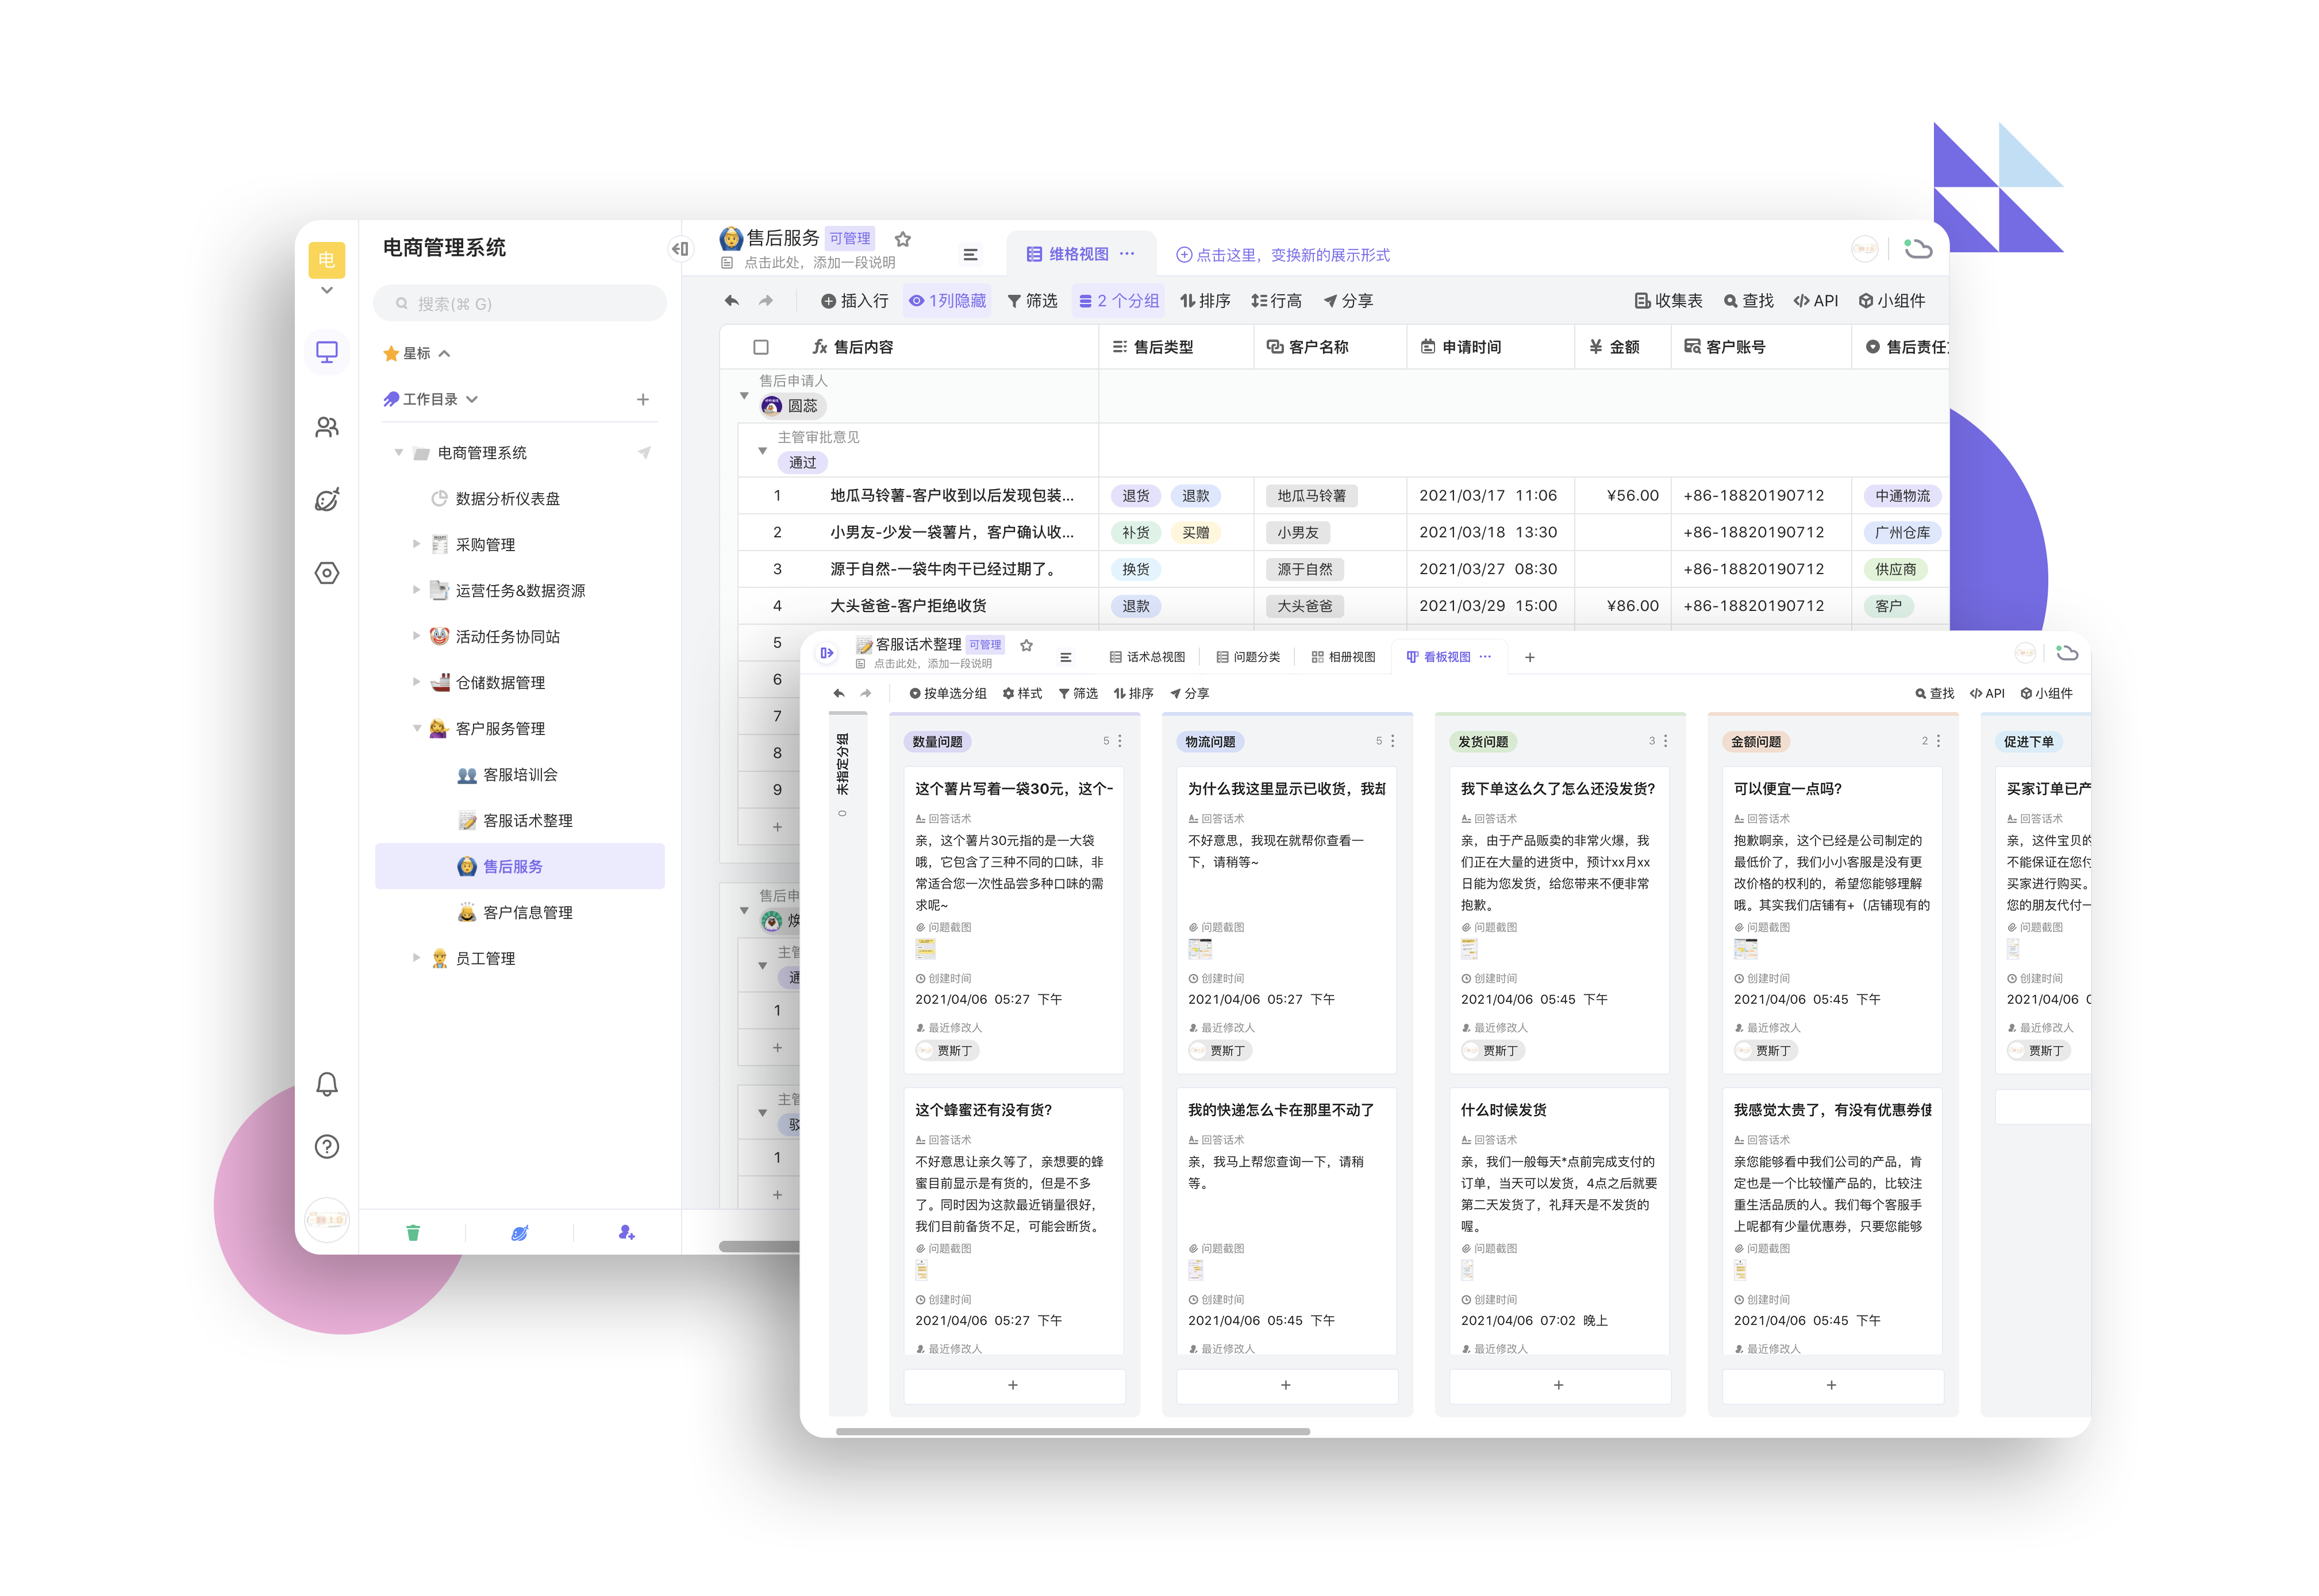 电
电商管理系统
搜索(⌘ G)
星标
工作目录
电商管理系统
数据分析仪表盘
采购管理
运营任务&数据资源
活动任务协同站
仓储数据管理
客户服务管理
客服培训会
客服话术整理
售后服务
客户信息管理
员工管理
售后服务 可管理
点击此处，添加一段说明
维格视图
点击这里，变换新的展示形式
插入行 1列隐藏 筛选 2 个分组 排序 行高 分享 收集表 查找 API 小组件
售后内容 售后类型 客户名称 申请时间 金额 客户账号 售后责任
售后申请人
圆蕊
主管审批意见
通过
1 地瓜马铃薯-客户收到以后发现包装... 退货 退款 地瓜马铃薯 2021/03/17 11:06 ¥56.00 +86-18820190712 中通物流
2 小男友-少发一袋薯片，客户确认收... 补货 买赠 小男友 2021/03/18 13:30 +86-18820190712 广州仓库
3 源于自然-一袋牛肉干已经过期了。 换货 源于自然 2021/03/27 08:30 +86-18820190712 供应商
4 大头爸爸-客户拒绝收货 退款 大头爸爸 2021/03/29 15:00 ¥86.00 +86-18820190712 客户
5
6
7
8
9
售后申
焕
主管
通
1
主管
驳
1
客服话术整理 可管理
点击此处，添加一段说明
话术总视图 问题分类 相册视图 看板视图
按单选分组 样式 筛选 排序 分享 查找 API 小组件
未指定分组 0
数量问题 5
这个薯片写着一袋30元，这个
回答话术
亲，这个薯片30元指的是一大袋
哦，它包含了三种不同的口味，非
常适合您一次性品尝多种口味的需
求呢~
问题截图
创建时间
2021/04/06 05:27 下午
最近修改人
贾斯丁
这个蜂蜜还有没有货?
回答话术
不好意思让亲久等了，亲想要的蜂
蜜目前显示是有货的，但是不多
了。同时因为这款最近销量很好，
我们目前备货不足，可能会断货。
问题截图
创建时间
2021/04/06 05:27 下午
最近修改人
物流问题 5
为什么我这里显示已收货，我却
回答话术
不好意思，我现在就帮你查看一
下，请稍等~
问题截图
创建时间
2021/04/06 05:27 下午
最近修改人
贾斯丁
我的快递怎么卡在那里不动了
回答话术
亲，我马上帮您查询一下，请稍
等。
问题截图
创建时间
2021/04/06 05:45 下午
最近修改人
发货问题 3
我下单这么久了怎么还没发货?
回答话术
亲，由于产品贩卖的非常火爆，我
们正在大量的进货中，预计xx月xx
日能为您发货，给您带来不便非常
抱歉。
问题截图
创建时间
2021/04/06 05:45 下午
最近修改人
贾斯丁
什么时候发货
回答话术
亲，我们一般每天*点前完成支付的
订单，当天可以发货，4点之后就要
第二天发货了，礼拜天是不发货的
喔。
问题截图
创建时间
2021/04/06 07:02 晚上
最近修改人
金额问题 2
可以便宜一点吗?
回答话术
抱歉啊亲，这个已经是公司制定的
最低价了，我们小小客服是没有更
改价格的权利的，希望您能够理解
哦。其实我们店铺有+（店铺现有的
问题截图
创建时间
2021/04/06 05:45 下午
最近修改人
贾斯丁
我感觉太贵了，有没有优惠券使
回答话术
亲您能够看中我们公司的产品，肯
定也是一个比较懂产品的，比较注
重生活品质的人。我们每个客服手
上呢都有少量优惠券，只要您能够
问题截图
创建时间
2021/04/06 05:45 下午
最近修改人
促进下单
买家订单已产
回答话术
亲，这件宝贝的
不能保证在您付
买家进行购买。
您的朋友代付一
问题截图
创建时间
2021/04/06
最近修改人
贾斯丁